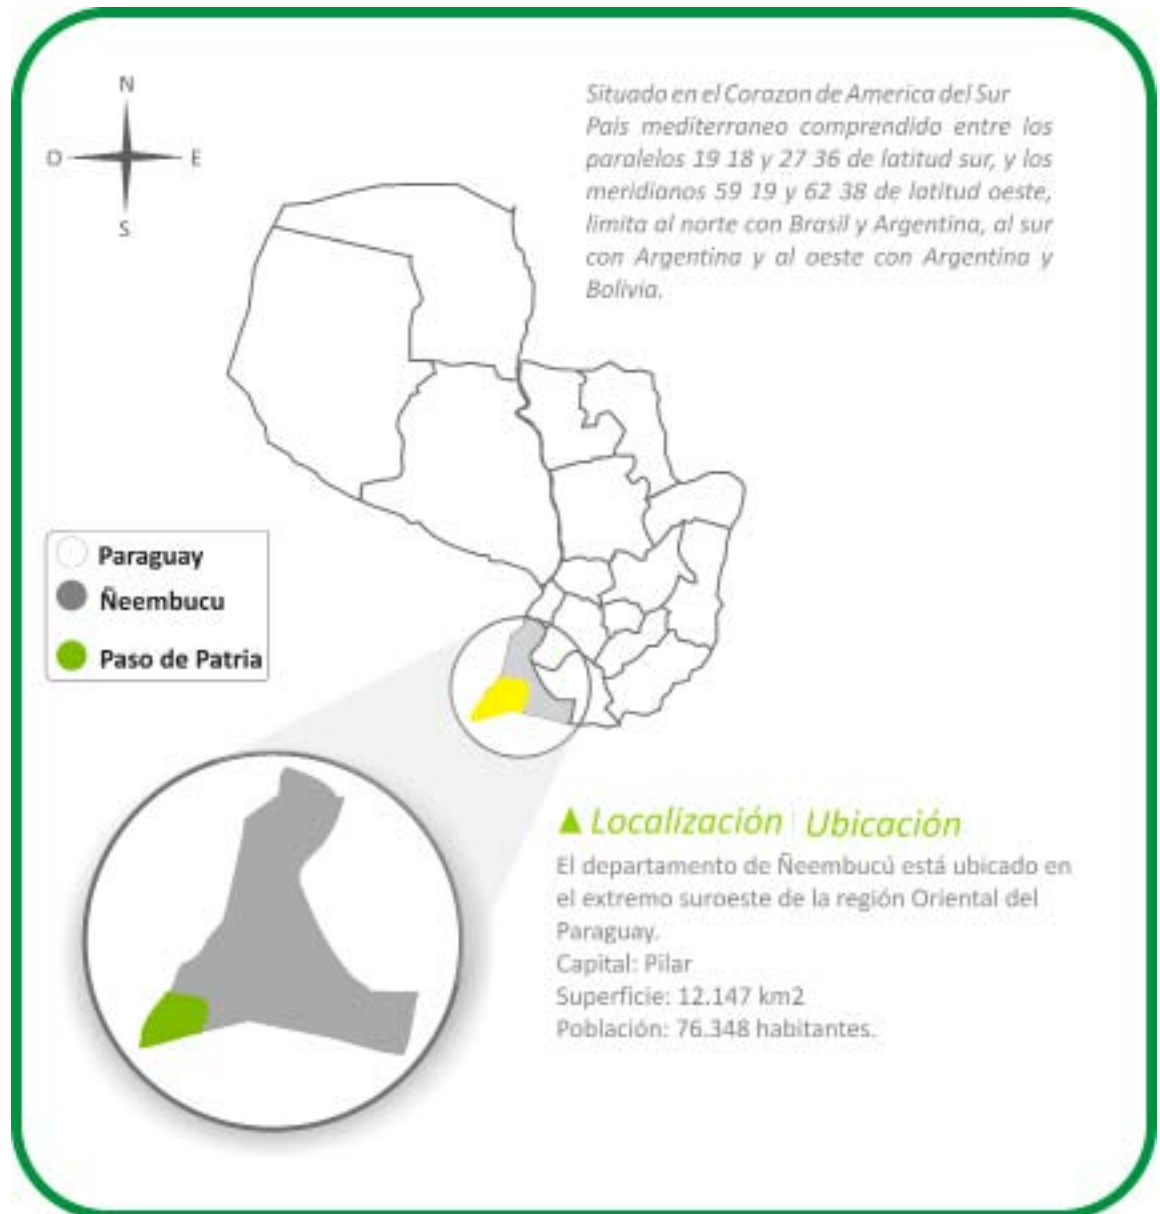 N
O E
S
Situado en el Corazon de America del Sur
Pais mediterraneo comprendido entre los
paralelos 19 18 y 27 36 de latitud sur, y los
meridianos 59 19 y 62 38 de latitud oeste,
limita al norte con Brasil y Argentina, al sur
con Argentina y al oeste con Argentina y
Bolivia.
Paraguay
Ñeembucu
Paso de Patria
Localización | Ubicación
El departamento de Ñeembucú está ubicado en
el extremo suroeste de la región Oriental del
Paraguay.
Capital: Pilar
Superficie: 12.147 km2
Población: 76.348 habitantes.